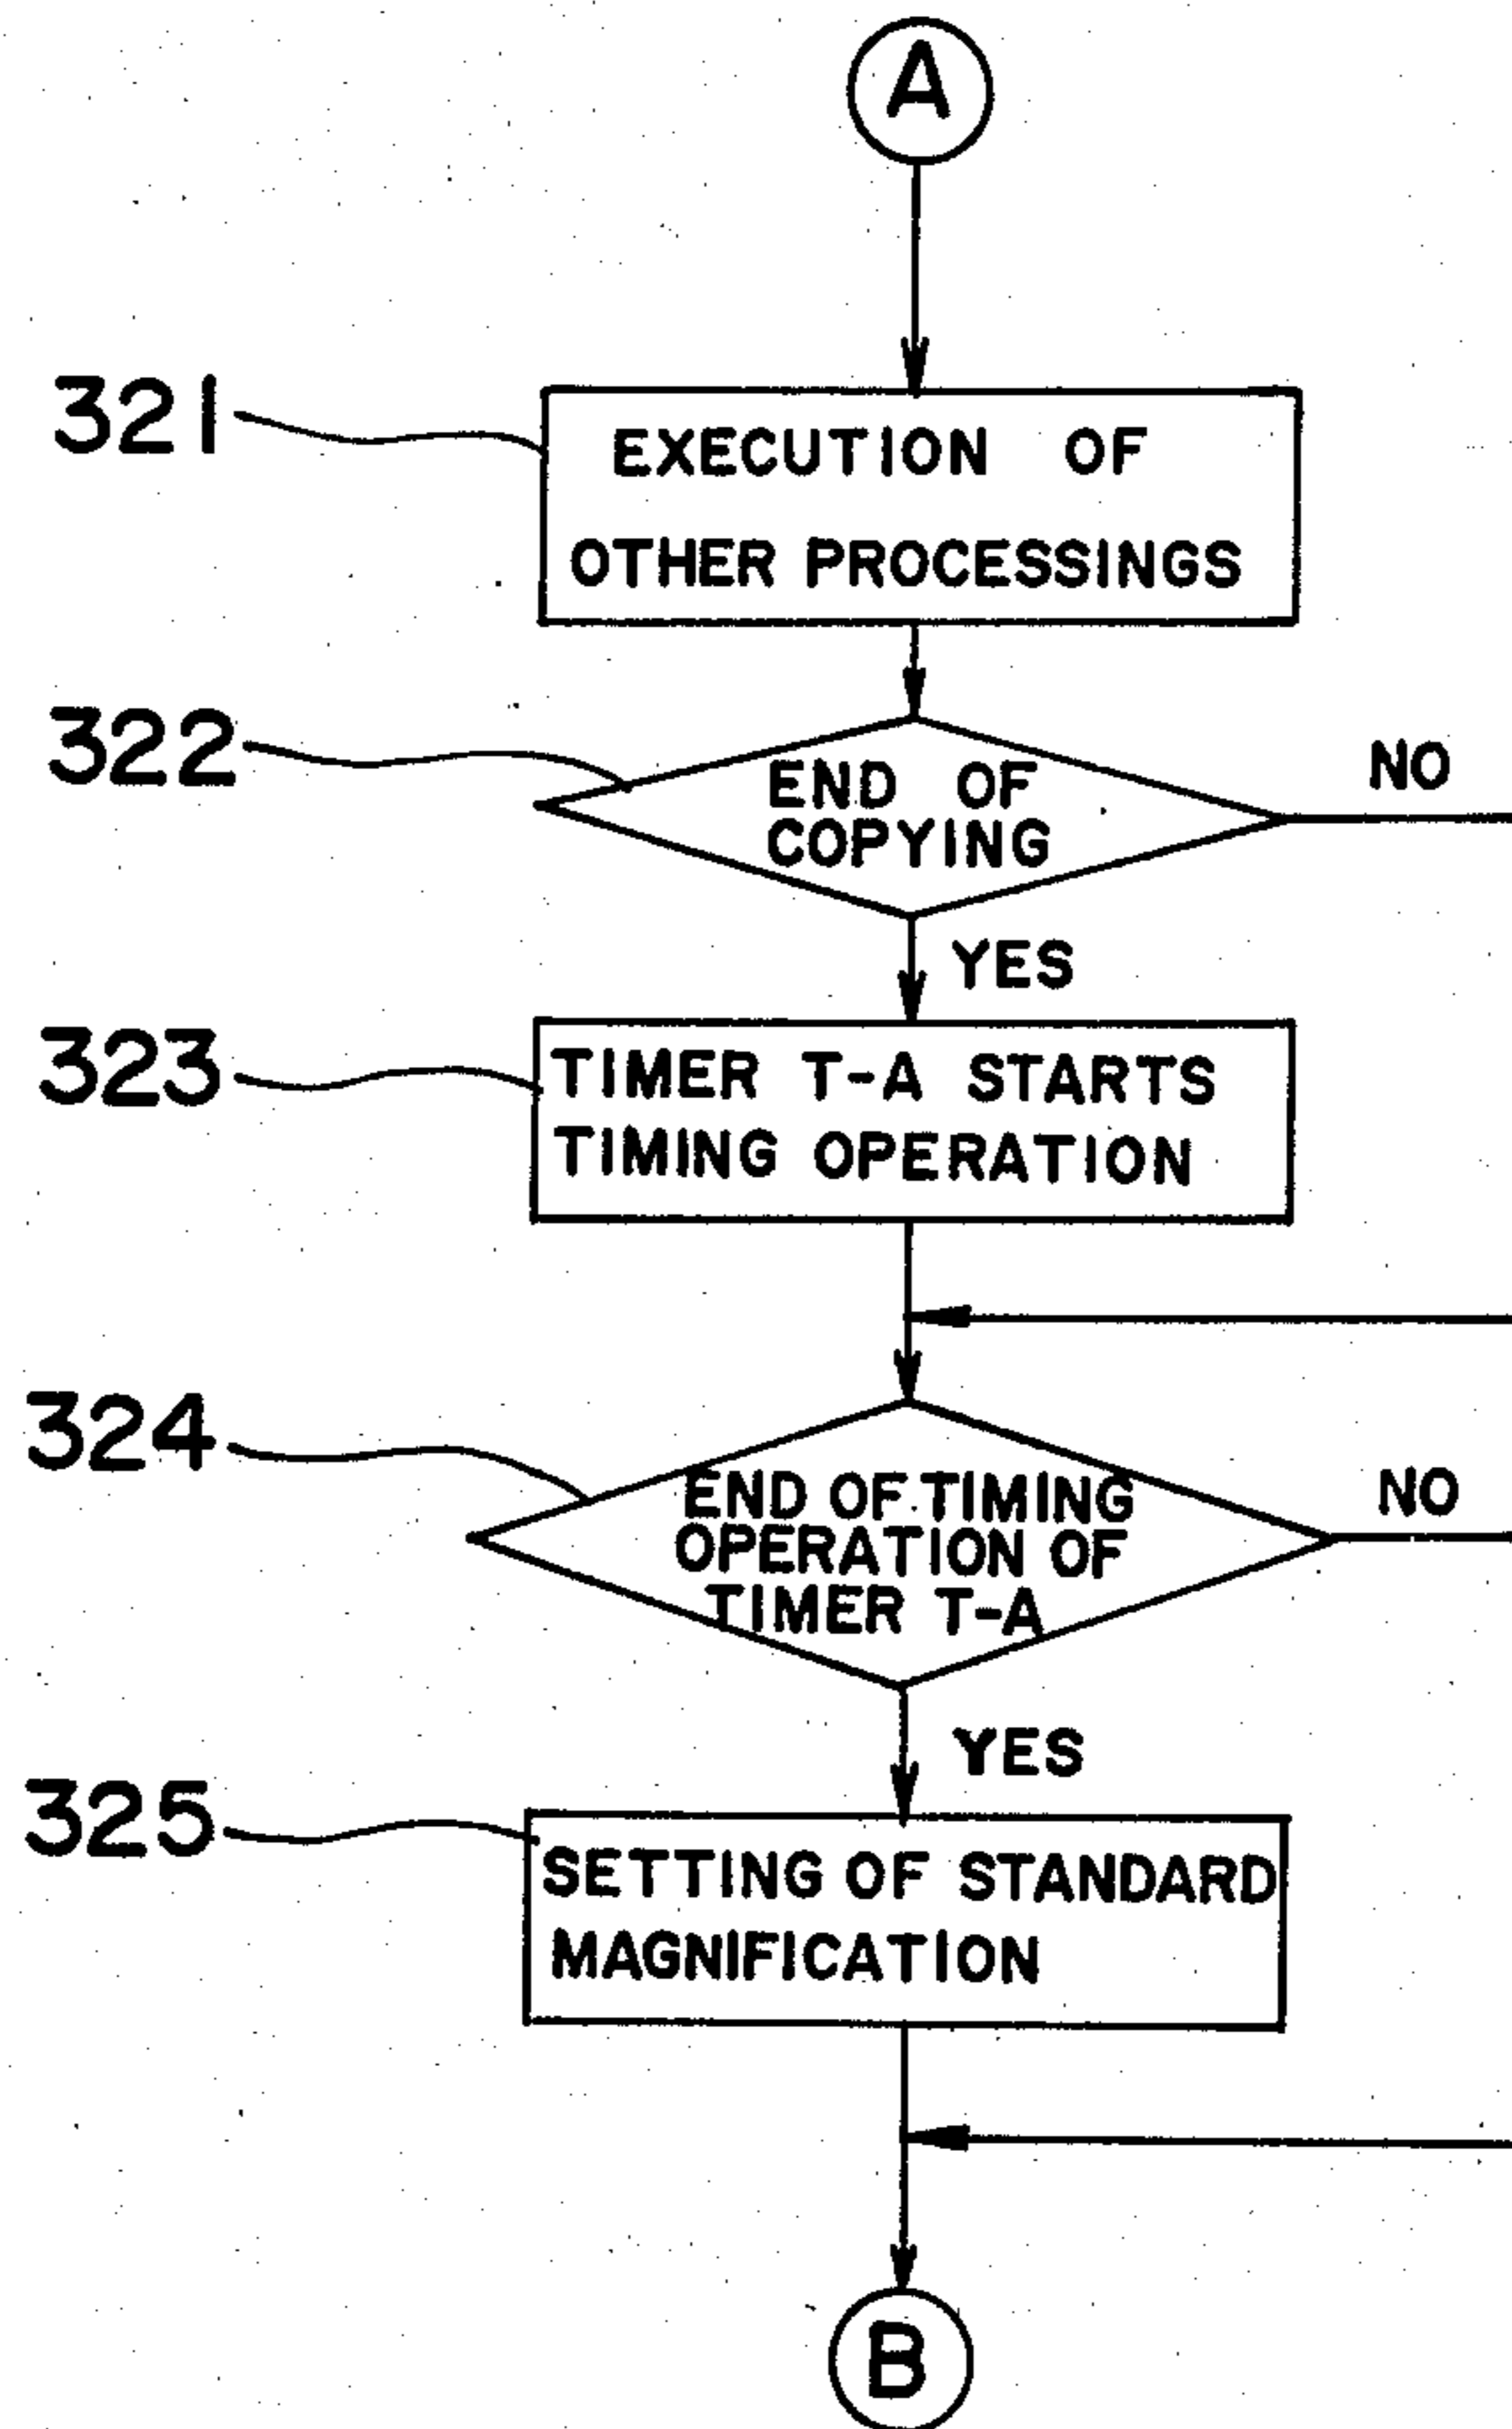 A
321
EXECUTION OF
OTHER PROCESSINGS
322
END OF
COPYING
NO
YES
323
TIMER T-A STARTS
TIMING OPERATION
324
END OF TIMING
OPERATION OF
TIMER T-A
NO
YES
325
SETTING OF STANDARD
MAGNIFICATION
B